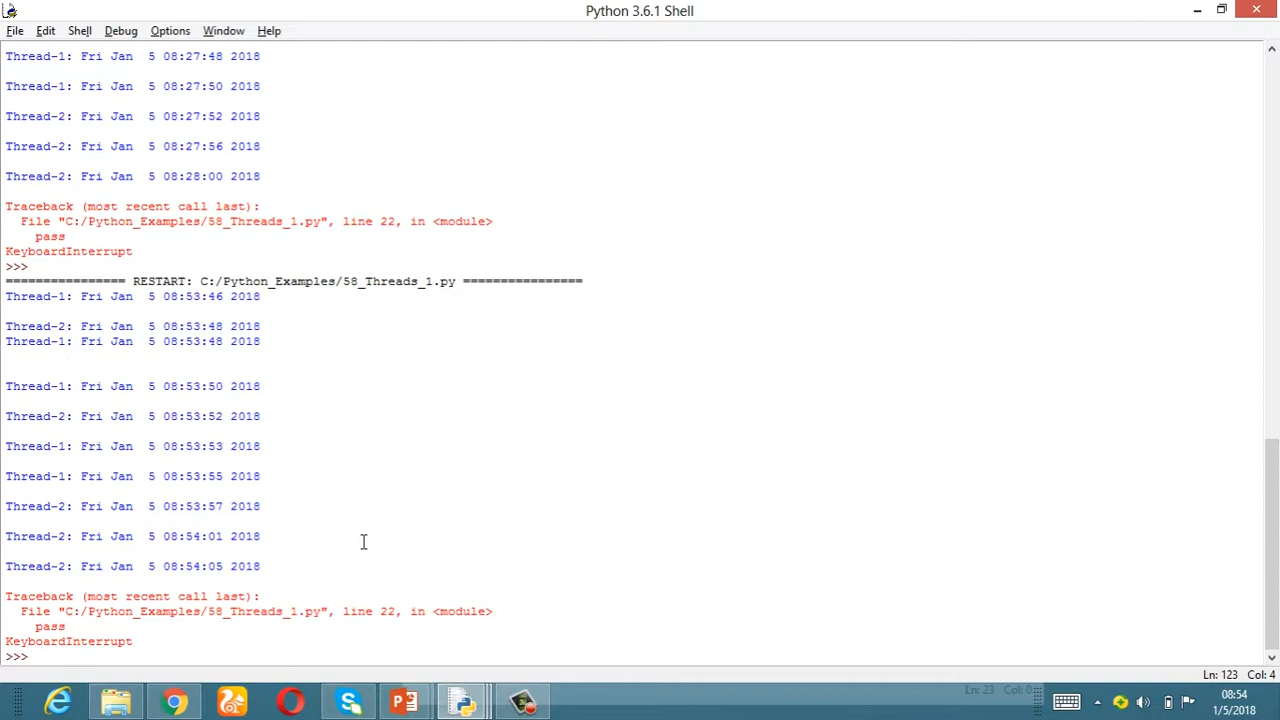 Python 3.6.1 Shell
File Edit Shell Debug Options Window Help
Thread-1: Fri Jan  5 08:27:48 2018
Thread-1: Fri Jan  5 08:27:50 2018
Thread-2: Fri Jan  5 08:27:52 2018
Thread-2: Fri Jan  5 08:27:56 2018
Thread-2: Fri Jan  5 08:28:00 2018
Traceback (most recent call last):
  File "C:/Python_Examples/58_Threads_1.py", line 22, in <module>
    pass
KeyboardInterrupt
>>>
================ RESTART: C:/Python_Examples/58_Threads_1.py ================
Thread-1: Fri Jan  5 08:53:46 2018
Thread-2: Fri Jan  5 08:53:48 2018
Thread-1: Fri Jan  5 08:53:48 2018
Thread-1: Fri Jan  5 08:53:50 2018
Thread-2: Fri Jan  5 08:53:52 2018
Thread-1: Fri Jan  5 08:53:53 2018
Thread-1: Fri Jan  5 08:53:55 2018
Thread-2: Fri Jan  5 08:53:57 2018
Thread-2: Fri Jan  5 08:54:01 2018
Thread-2: Fri Jan  5 08:54:05 2018
Traceback (most recent call last):
  File "C:/Python_Examples/58_Threads_1.py", line 22, in <module>
    pass
KeyboardInterrupt
>>>
Ln: 123 Col: 4
Ln: 23 Col: 0
08:54
1/5/2018